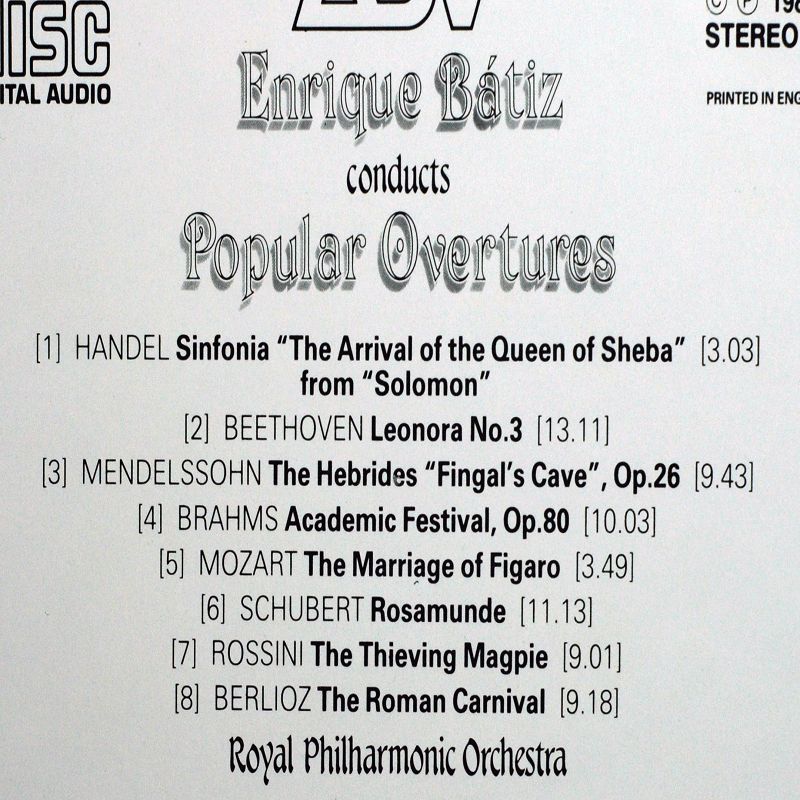 DISC
DIGITAL AUDIO
© ℗ 198
STEREO
PRINTED IN ENG
Enrique Bátiz
conducts
Popular Overtures
[1] HANDEL Sinfonia “The Arrival of the Queen of Sheba” [3.03]
from “Solomon”
[2] BEETHOVEN Leonora No.3 [13.11]
[3] MENDELSSOHN The Hebrides “Fingal's Cave”, Op.26 [9.43]
[4] BRAHMS Academic Festival, Op.80 [10.03]
[5] MOZART The Marriage of Figaro [3.49]
[6] SCHUBERT Rosamunde [11.13]
[7] ROSSINI The Thieving Magpie [9.01]
[8] BERLIOZ The Roman Carnival [9.18]
Royal Philharmonic Orchestra